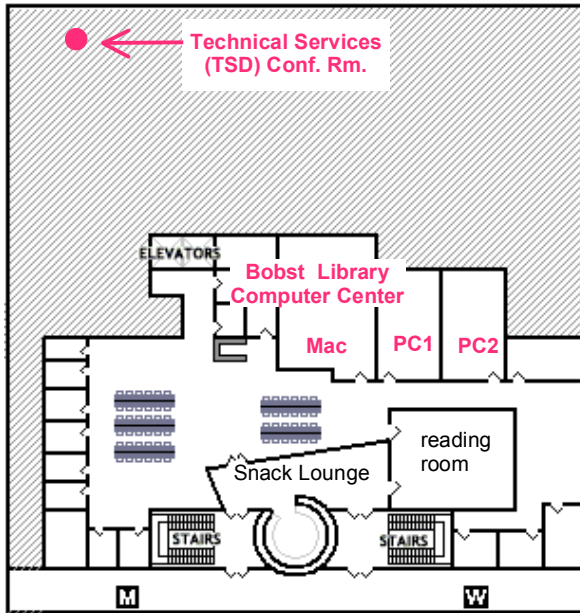 Technical Services
(TSD) Conf. Rm.
ELEVATORS
Bobst Library
Computer Center
Mac
PC1
PC2
reading
room
Snack Lounge
STAIRS
STAIRS
M
W